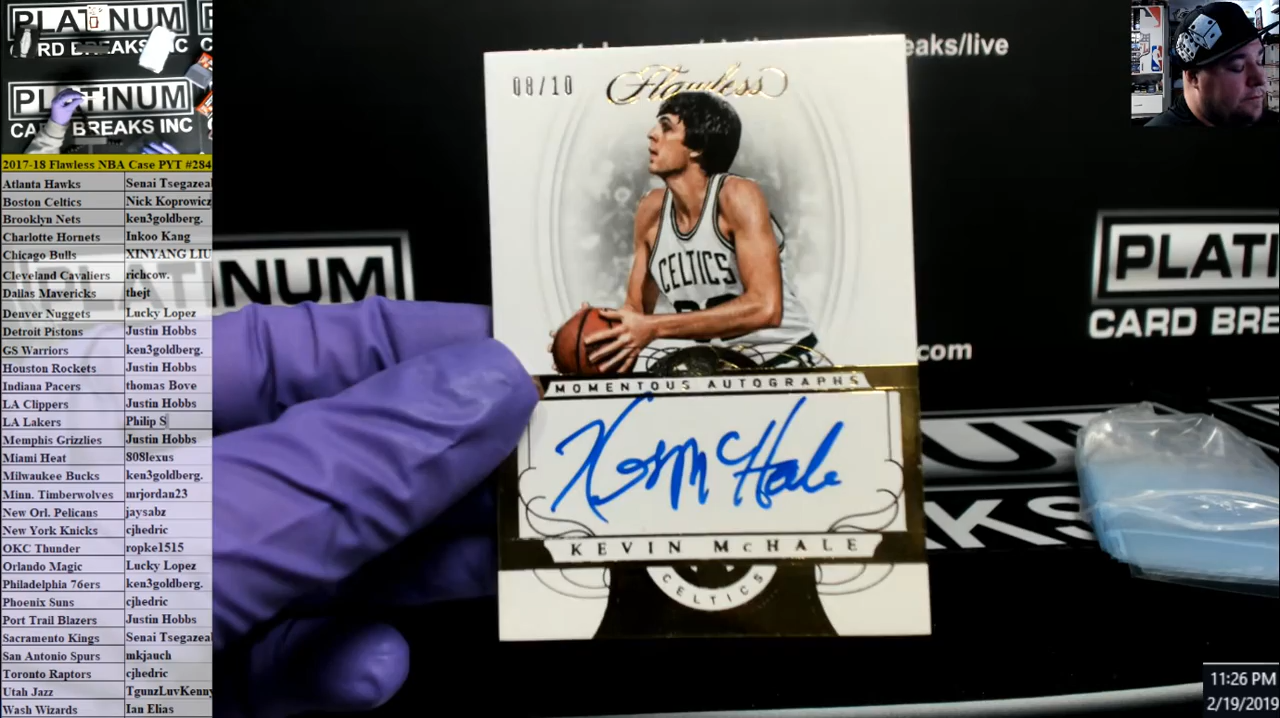 PLATINUM
CARD BREAKS INC
PLATINUM
CARD BREAKS INC
2017-18 Flawless NBA Case PYT #284
Atlanta Hawks Senai Tsegazeal
Boston Celtics Nick Koprowicz
Brooklyn Nets ken3goldberg.
Charlotte Hornets Inkoo Kang
Chicago Bulls XINYANG LIU
Cleveland Cavaliers richcow.
Dallas Mavericks thejt
Denver Nuggets Lucky Lopez
Detroit Pistons Justin Hobbs
GS Warriors ken3goldberg.
Houston Rockets Justin Hobbs
Indiana Pacers thomas Bove
LA Clippers Justin Hobbs
LA Lakers Philip S
Memphis Grizzlies Justin Hobbs
Miami Heat 808lexus
Milwaukee Bucks ken3goldberg.
Minn. Timberwolves mrjordan23
New Orl. Pelicans jaysabz
New York Knicks cjhedric
OKC Thunder ropke1515
Orlando Magic Lucky Lopez
Philadelphia 76ers ken3goldberg.
Phoenix Suns cjhedric
Port Trail Blazers Justin Hobbs
Sacramento Kings Senai Tsegazeal
San Antonio Spurs mkjauch
Toronto Raptors cjhedric
Utah Jazz TgunzLuvKenny
Wash Wizards Ian Elias
eaks/live
08/10
Flawless
CELTICS
MOMENTOUS AUTOGRAPHS
Kevin McHale
KEVIN McHALE
CELTICS
PLATINUM
PLATI
CARD BRE
com
11:26 PM
2/19/2019